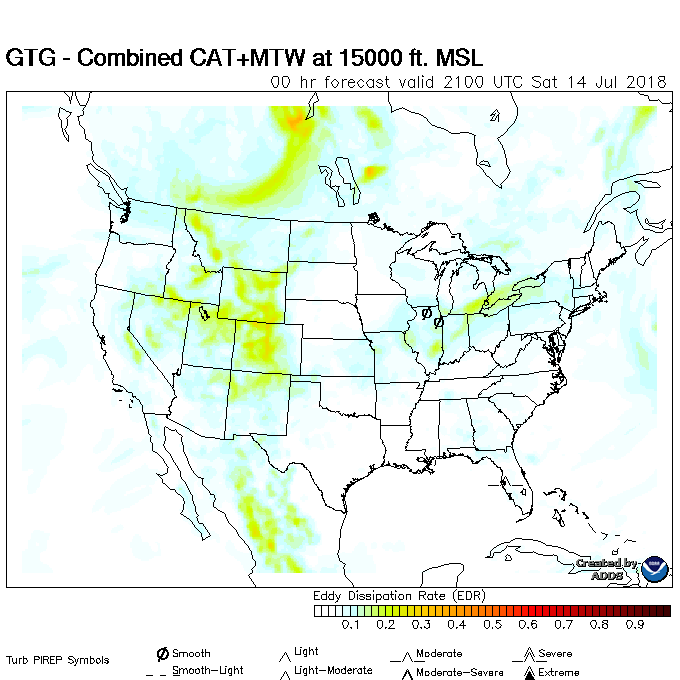 GTG - Combined CAT+MTW at 15000 ft. MSL
00 hr forecast valid 2100 UTC Sat 14 Jul 2018
Created by
ADDS
Eddy Dissipation Rate (EDR)
0.1 0.2 0.3 0.4 0.5 0.6 0.7 0.8 0.9
Turb PIREP Symbols
Smooth Light Moderate Severe
Smooth-Light Light-Moderate Moderate-Severe Extreme